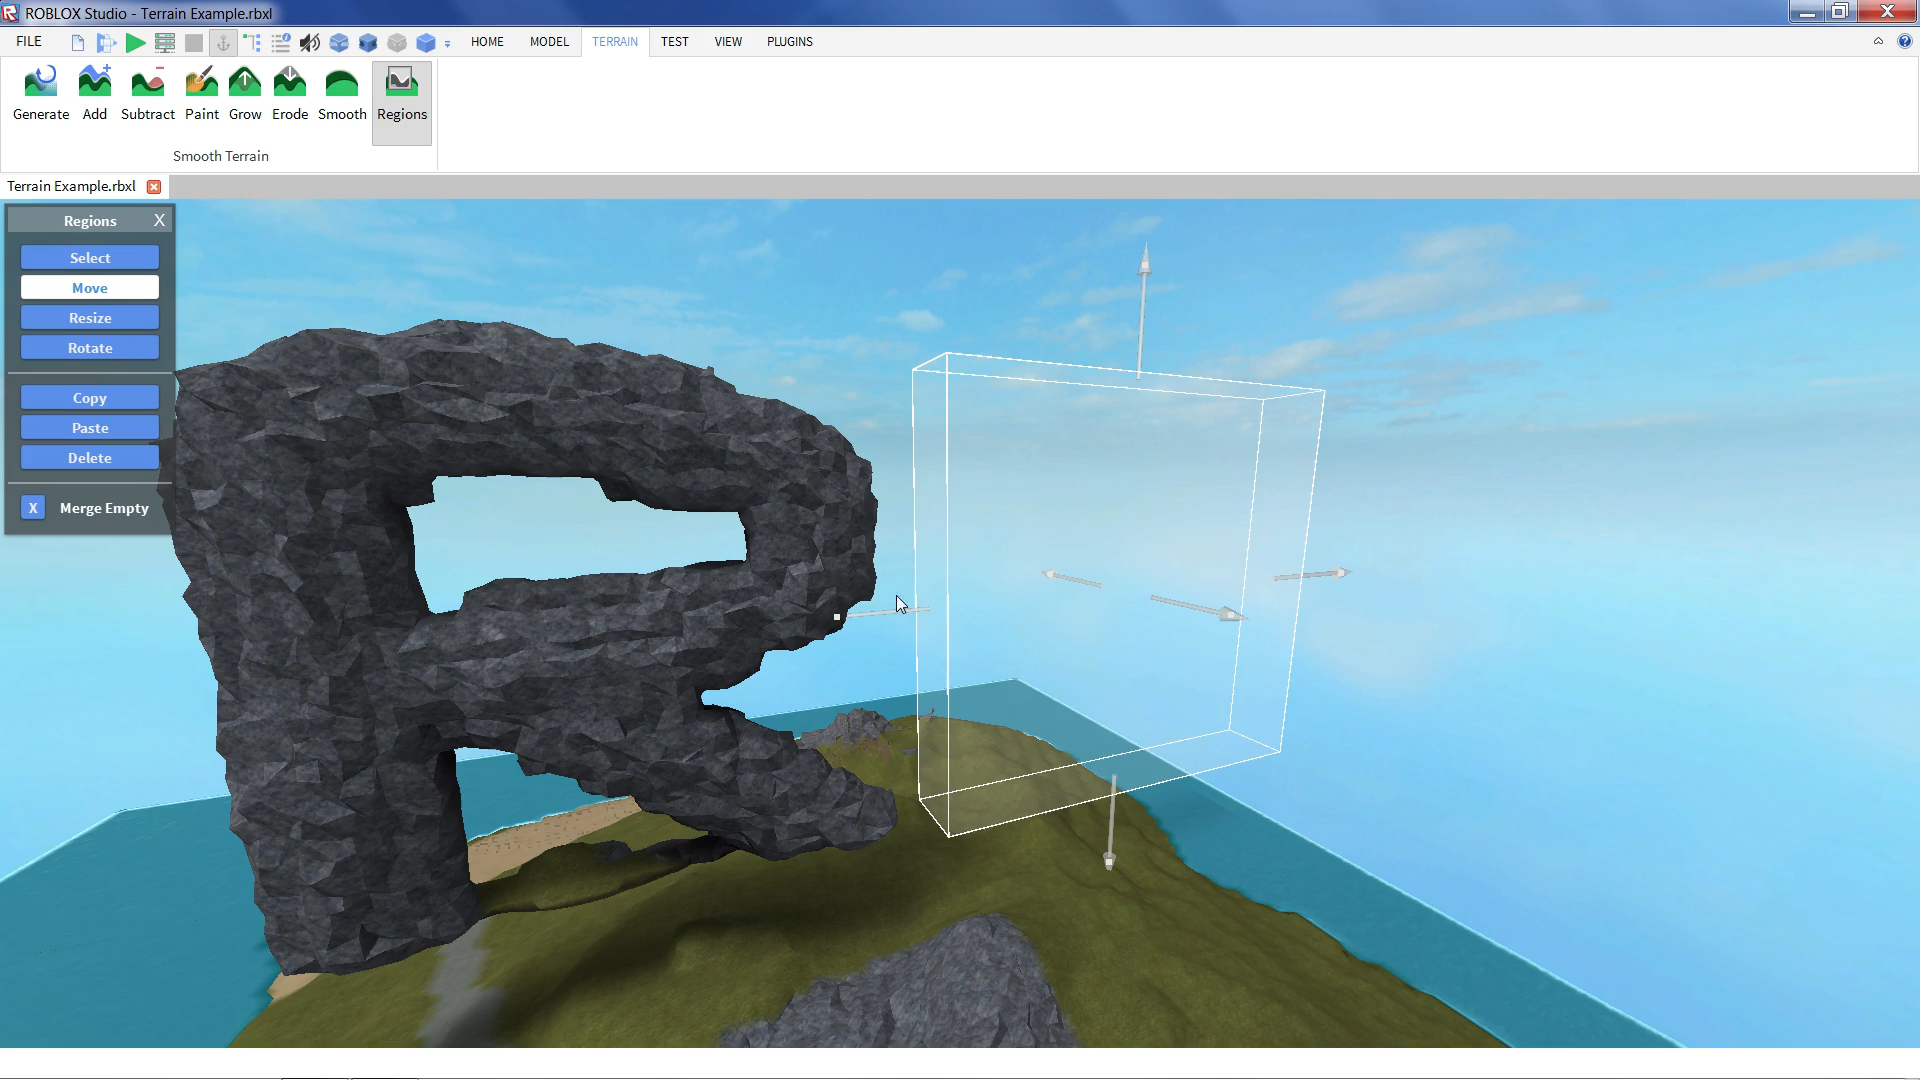 ROBLOX Studio - Terrain Example.rbxl
FILE HOME MODEL TERRAIN TEST VIEW PLUGINS
Generate Add Subtract Paint Grow Erode Smooth Regions
Smooth Terrain
Terrain Example.rbxl
Regions X
Select
Move
Resize
Rotate
Copy
Paste
Delete
X Merge Empty